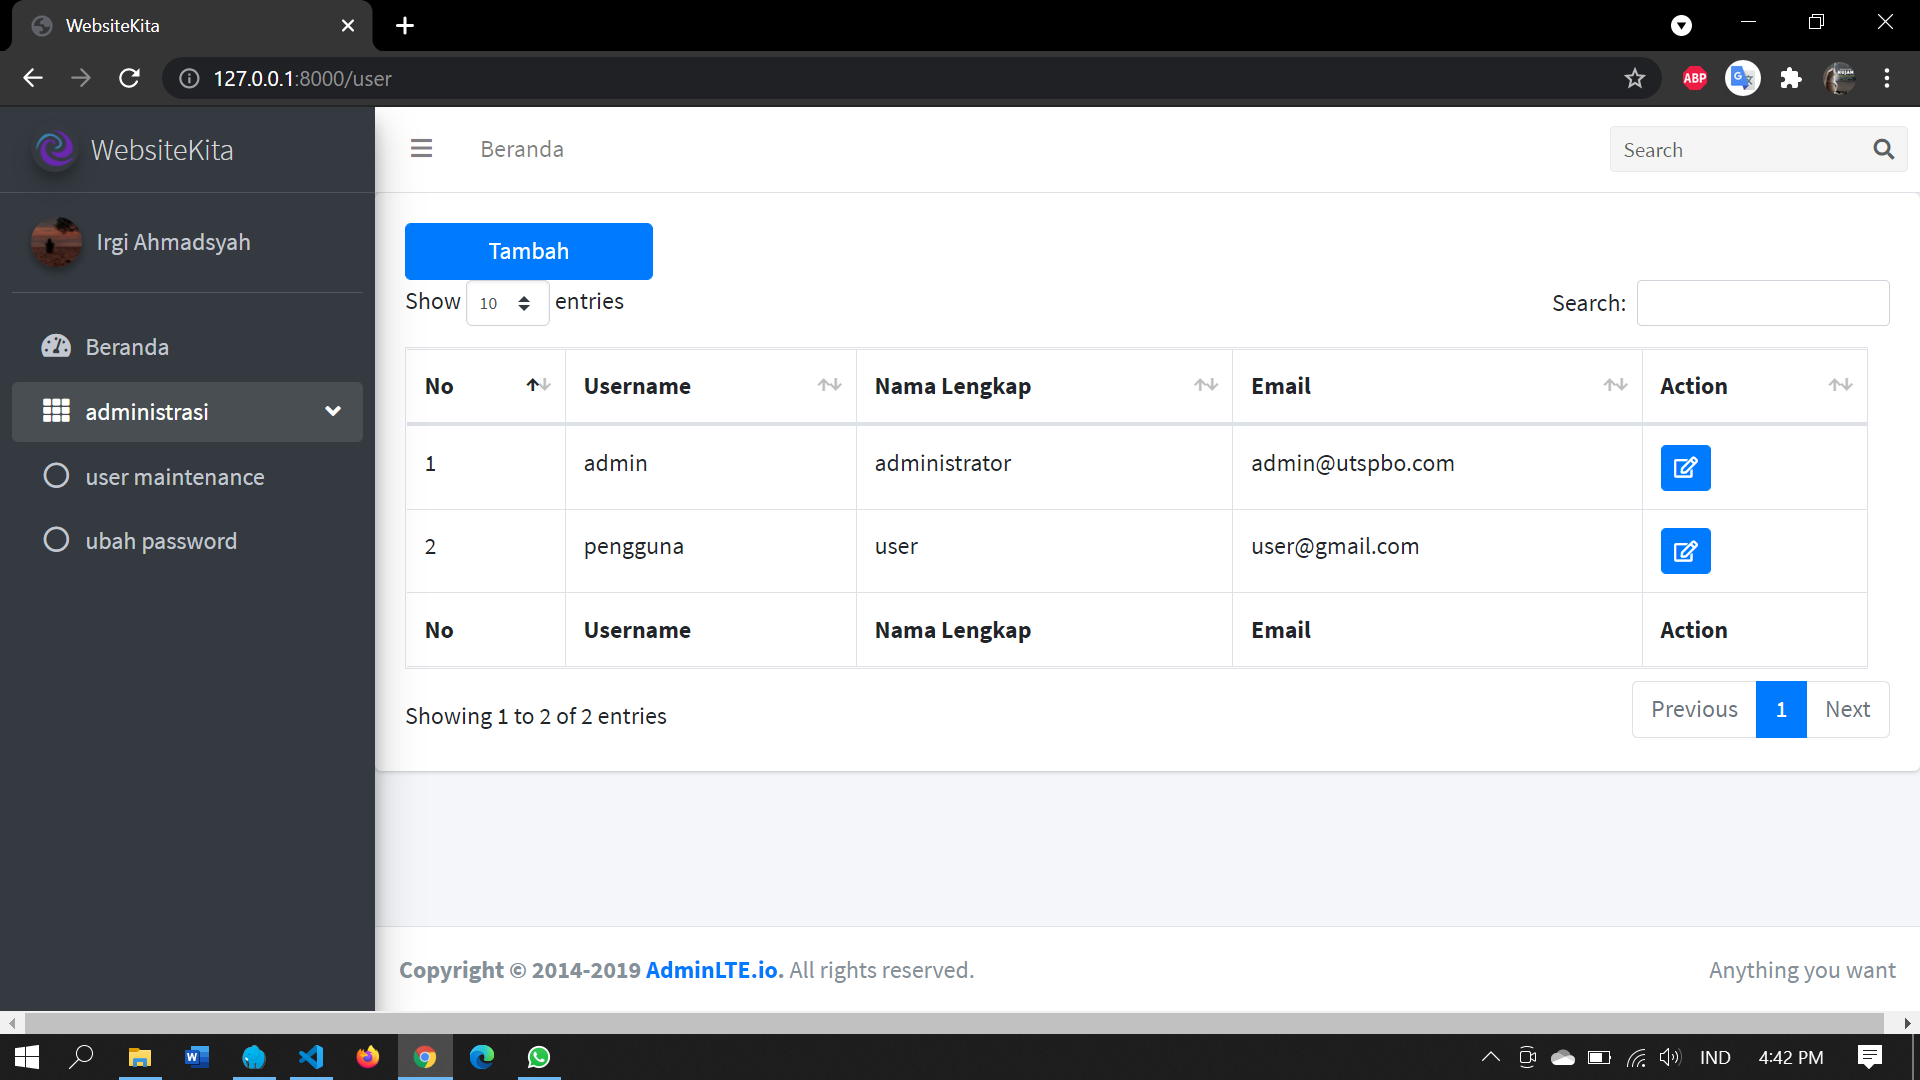 WebsiteKita
127.0.0.1:8000/user
ABP
WebsiteKita
Beranda
Search
Irgi Ahmadsyah
Beranda
administrasi
user maintenance
ubah password
Tambah
Show 10 entries
Search:
No Username Nama Lengkap Email Action
1 admin administrator admin@utspbo.com
2 pengguna user user@gmail.com
No Username Nama Lengkap Email Action
Showing 1 to 2 of 2 entries
Previous 1 Next
Copyright © 2014-2019 AdminLTE.io. All rights reserved.
Anything you want
IND
4:42 PM